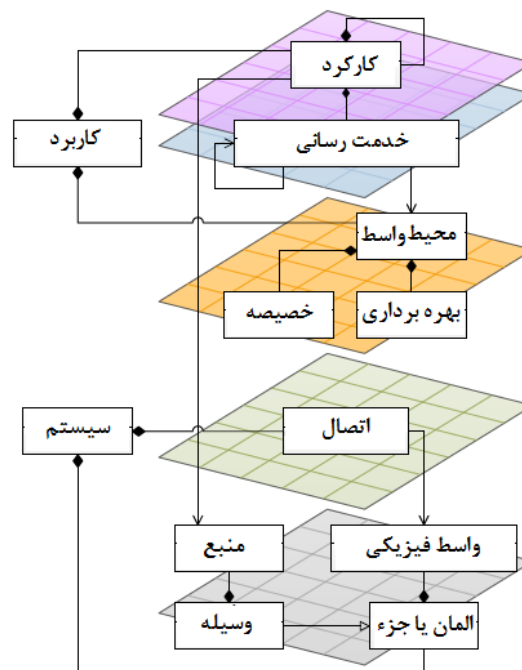 کارکرد
کاربرد
خدمت رسانی
محیط واسط
خصیصه
بهره برداری
سیستم
اتصال
منبع
واسط فیزیکی
وسیله
المان یا جزء